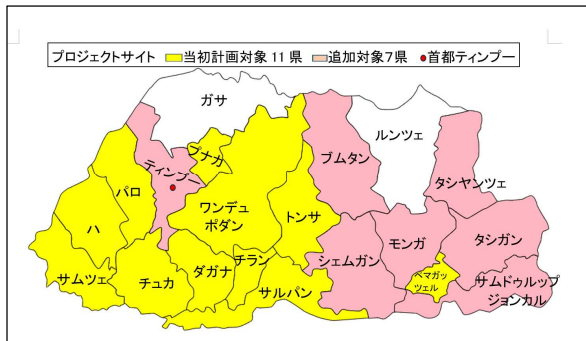 プロジェクトサイト 当初計画対象 11 県 追加対象7県 首都ティンプー
ガサ
ルンツェ
プナカ
ブムタン
ティンプー
タシヤンツェ
パロ
ワンデュ
ポダン
トンサ
ハ
モンガ
タシガン
シェムガン
サムツェ
チュカ
ダガナ
チラン
サルパン
ペマガッ
ツェル
サムドゥルップ
ジョンカル